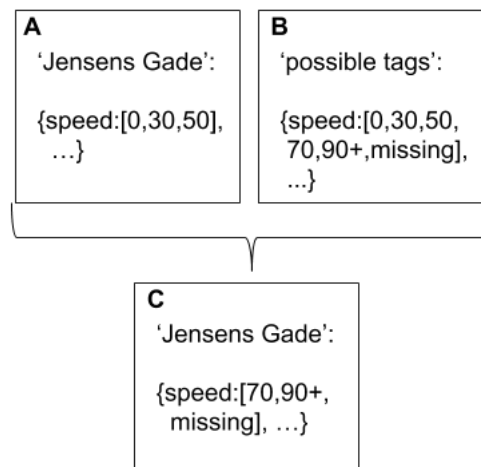 A
‘Jensens Gade’:
{speed:[0,30,50],
…}
B
‘possible tags’:
{speed:[0,30,50,
70,90+,missing],
...}
C
‘Jensens Gade’:
{speed:[70,90+,
missing], …}